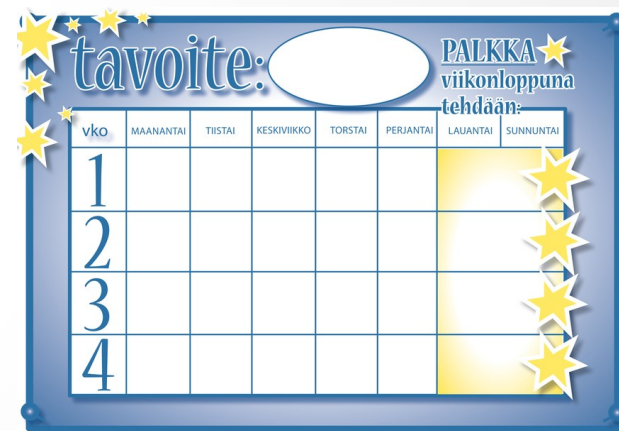 tavoite:
PALKKA
viikonloppuna
tehdään:
vko MAANANTAI TIISTAI KESKIVIIKKO TORSTAI PERJANTAI LAUANTAI SUNNUNTAI
1
2
3
4